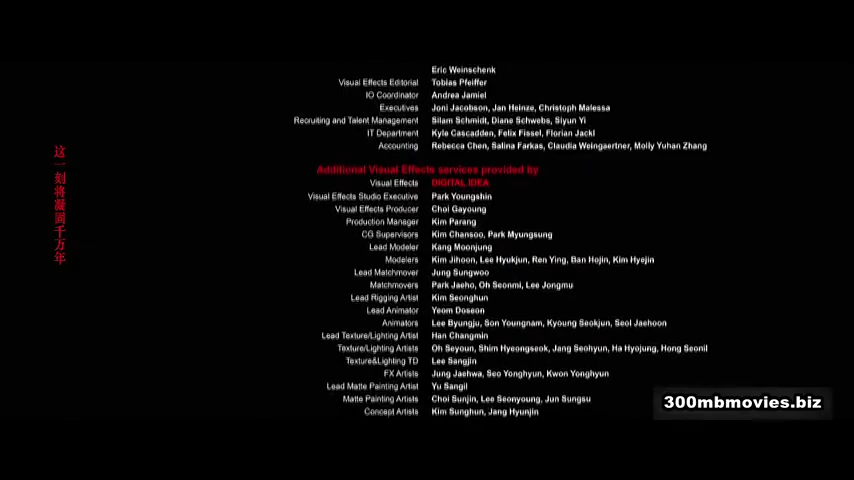 Eric Weinschenk
Visual Effects Editorial Tobias Pfeiffer
IO Coordinator Andrea Jamiel
Executives Joni Jacobson, Jan Heinze, Christoph Malessa
Recruiting and Talent Management Silam Schmidt, Diane Schwebs, Siyun Yi
IT Department Kyle Cascadden, Felix Fissel, Florian Jackl
Accounting Rebecca Chen, Salina Farkas, Claudia Weingaertner, Molly Yuhan Zhang
这一刻将凝固千万年
Additional Visual Effects services provided by
Visual Effects DIGITAL IDEA
Visual Effects Studio Executive Park Youngshin
Visual Effects Producer Choi Gayoung
Production Manager Kim Parang
CG Supervisors Kim Chansoo, Park Myungsung
Lead Modeler Kang Moonjung
Modelers Kim Jihoon, Lee Hyukjun, Ren Ying, Ban Hojin, Kim Hyejin
Lead Matchmover Jung Sungwoo
Matchmovers Park Jaeho, Oh Seonmi, Lee Jongmu
Lead Rigging Artist Kim Seonghun
Lead Animator Yeom Doseon
Animators Lee Byungju, Son Youngnam, Kyoung Seokjun, Seol Jaehoon
Lead Texture/Lighting Artist Han Changmin
Texture/Lighting Artists Oh Seyoun, Shim Hyeongseok, Jang Seohyun, Ha Hyojung, Hong Seonil
Texture&Lighting TD Lee Sangjin
FX Artists Jung Jaehwa, Seo Yonghyun, Kwon Yonghyun
Lead Matte Painting Artist Yu Sangil
Matte Painting Artists Choi Sunjin, Lee Seonyoung, Jun Sungsu
Concept Artists Kim Sunghun, Jang Hyunjin
300mbmovies.biz